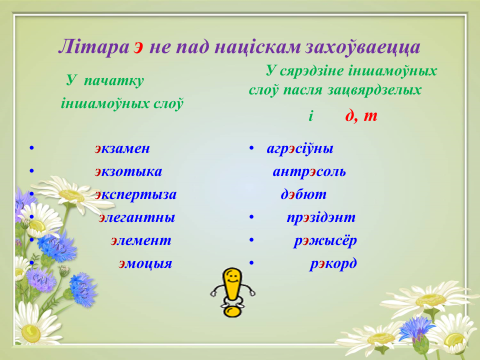 Літара э не пад націскам захоўваецца
У пачатку
іншамоўных слоў
• экзамен
• экзотыка
• экспертыза
• элегантны
• элемент
• эмоцыя
У сярэдзіне іншамоўных
слоў пасля зацвярдзелых
і д, т
• агрэсіўны
антрэсоль
дэбют
• прэзідэнт
• рэжысёр
• рэкорд